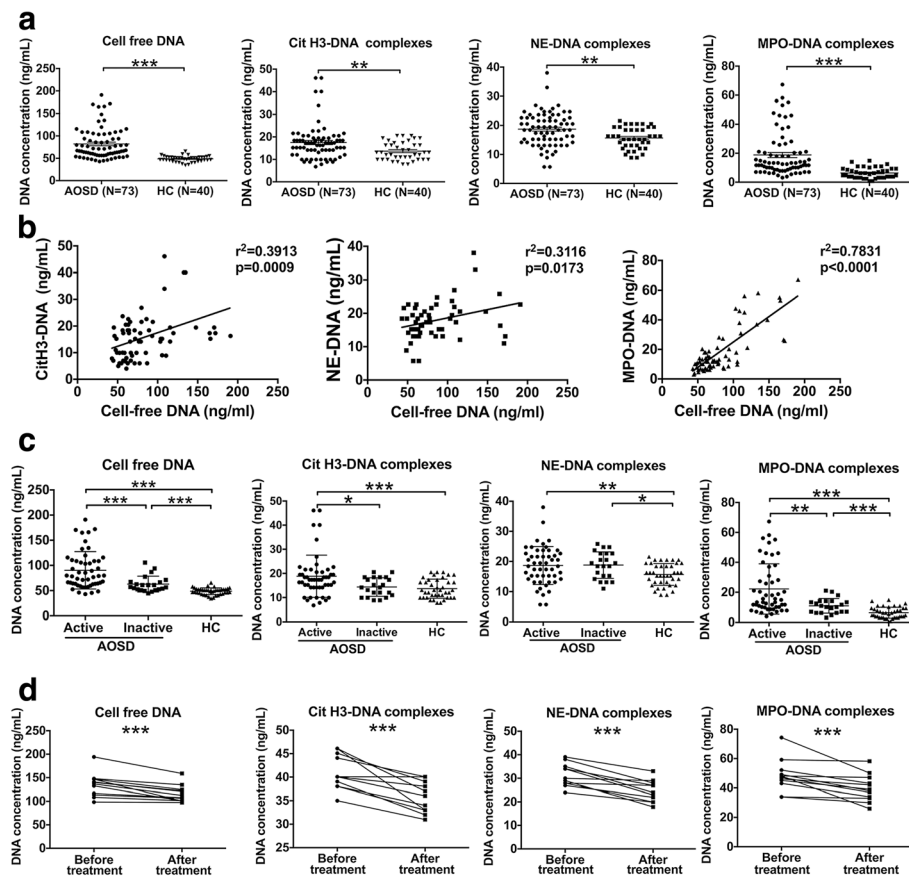 a
Cell free DNA
DNA concentration (ng/mL)
250
200
150
100
50
0
***
AOSD (N=73)
HC (N=40)
Cit H3-DNA complexes
DNA concentration (ng/mL)
60
40
20
0
**
AOSD (N=73)
HC (N=40)
NE-DNA complexes
DNA concentration (ng/mL)
40
30
20
10
0
**
AOSD (N=73)
HC (N=40)
MPO-DNA complexes
DNA concentration (ng/mL)
80
60
40
20
0
***
AOSD (N=73)
HC (N=40)
b
CitH3-DNA (ng/mL)
50
40
30
20
10
0
r²=0.3913
p=0.0009
0 50 100 150 200 250
Cell-free DNA (ng/ml)
NE-DNA (ng/mL)
40
30
20
10
0
r²=0.3116
p=0.0173
0 50 100 150 200 250
Cell-free DNA (ng/ml)
MPO-DNA (ng/mL)
80
60
40
20
0
r²=0.7831
p<0.0001
0 50 100 150 200 250
Cell-free DNA (ng/ml)
c
Cell free DNA
DNA concentration (ng/mL)
250
200
150
100
50
0
***
*** ***
Active Inactive HC
AOSD
Cit H3-DNA complexes
DNA concentration (ng/mL)
50
40
30
20
10
0
***
*
Active Inactive HC
AOSD
NE-DNA complexes
DNA concentration (ng/mL)
50
40
30
20
10
0
**
*
Active Inactive HC
AOSD
MPO-DNA complexes
DNA concentration (ng/mL)
80
60
40
20
0
***
** ***
Active Inactive HC
AOSD
d
Cell free DNA
DNA concentration (ng/mL)
250
200
150
100
50
0
***
Before treatment
After treatment
Cit H3-DNA complexes
DNA concentration (ng/mL)
50
45
40
35
30
25
***
Before treatment
After treatment
NE-DNA complexes
DNA concentration (ng/mL)
50
40
30
20
10
0
***
Before treatment
After treatment
MPO-DNA complexes
DNA concentration (ng/mL)
80
60
40
20
0
***
Before treatment
After treatment